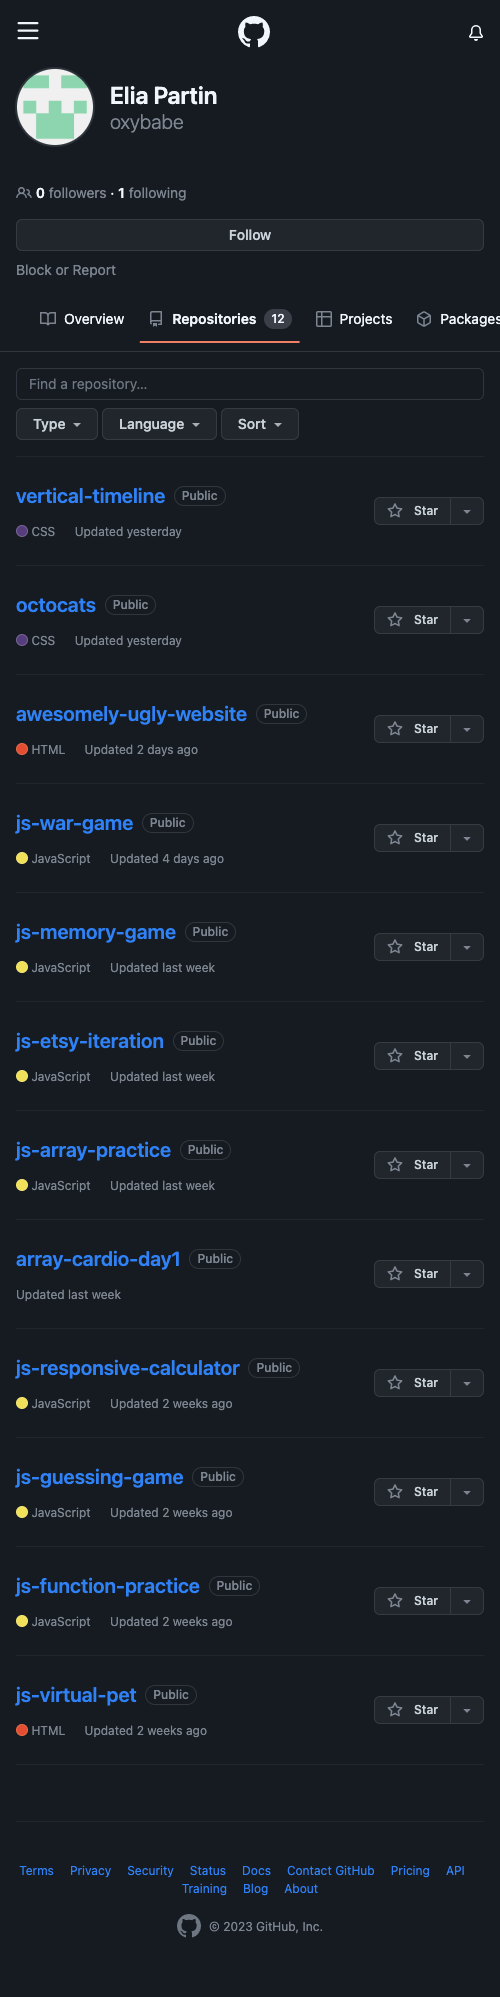 Elia Partin
oxybabe
0 followers · 1 following
Follow
Block or Report
Overview Repositories 12 Projects Packages
Find a repository...
Type Language Sort
vertical-timeline Public
Star
CSS Updated yesterday
octocats Public
Star
CSS Updated yesterday
awesomely-ugly-website Public
Star
HTML Updated 2 days ago
js-war-game Public
Star
JavaScript Updated 4 days ago
js-memory-game Public
Star
JavaScript Updated last week
js-etsy-iteration Public
Star
JavaScript Updated last week
js-array-practice Public
Star
JavaScript Updated last week
array-cardio-day1 Public
Star
Updated last week
js-responsive-calculator Public
Star
JavaScript Updated 2 weeks ago
js-guessing-game Public
Star
JavaScript Updated 2 weeks ago
js-function-practice Public
Star
JavaScript Updated 2 weeks ago
js-virtual-pet Public
Star
HTML Updated 2 weeks ago
Terms Privacy Security Status Docs Contact GitHub Pricing API
Training Blog About
© 2023 GitHub, Inc.